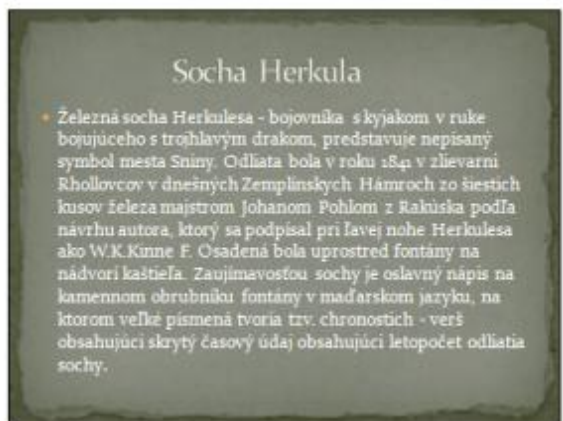 Socha Herkula
Železná socha Herkulesa - bojovníka s kyjakom v ruke
bojujúceho s trojhlavým drakom, predstavuje nepísaný
symbol mesta Sniny. Odliata bola v roku 1841 v zlievarni
Rhollovcov v dnešných Zemplínskych Hámroch zo šiestich
kusov železa majstrom Johanom Pohlom z Rakúska podľa
návrhu autora, ktorý sa podpísal pri ľavej nohe Herkulesa
ako W.K.Kinne F. Osadená bola uprostred fontány na
nádvorí kaštieľa. Zaujímavosťou sochy je oslavný nápis na
kamennom obrubníku fontány v maďarskom jazyku, na
ktorom veľké písmená tvoria tzv. chronostich - verš
obsahujúci skrytý časový údaj obsahujúci letopočet odliatia
sochy.